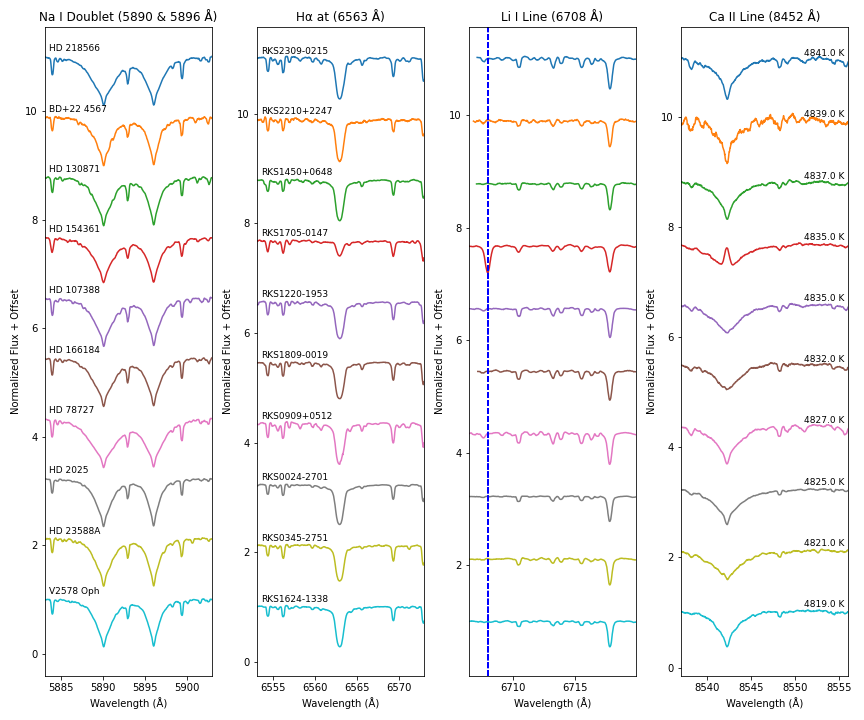 Na I Doublet (5890 & 5896 Å)
Normalized Flux + Offset
10
8
6
4
2
0
HD 218566
BD+22 4567
HD 130871
HD 154361
HD 107388
HD 166184
HD 78727
HD 2025
HD 23588A
V2578 Oph
5885 5890 5895 5900
Wavelength (Å)
Hα at (6563 Å)
Normalized Flux + Offset
10
8
6
4
2
0
RKS2309-0215
RKS2210+2247
RKS1450+0648
RKS1705-0147
RKS1220-1953
RKS1809-0019
RKS0909+0512
RKS0024-2701
RKS0345-2751
RKS1624-1338
6555 6560 6565 6570
Wavelength (Å)
Li I Line (6708 Å)
Normalized Flux + Offset
10
8
6
4
2
6710 6715
Wavelength (Å)
Ca II Line (8452 Å)
Normalized Flux + Offset
10
8
6
4
2
0
4841.0 K
4839.0 K
4837.0 K
4835.0 K
4835.0 K
4832.0 K
4827.0 K
4825.0 K
4821.0 K
4819.0 K
8540 8545 8550 8555
Wavelength (Å)